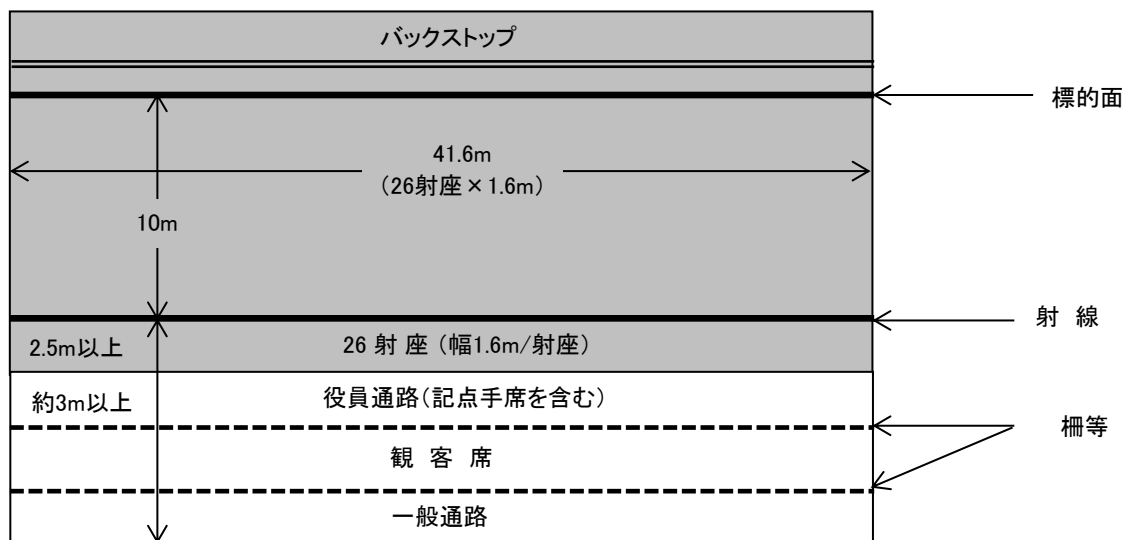 バックストップ
標的面
41.6m
（26射座×1.6m）
10m
射 線
2.5m以上
26 射 座 （幅1.6m/射座）
約3m以上
役員通路（記点手席を含む）
柵等
観 客 席
一般通路